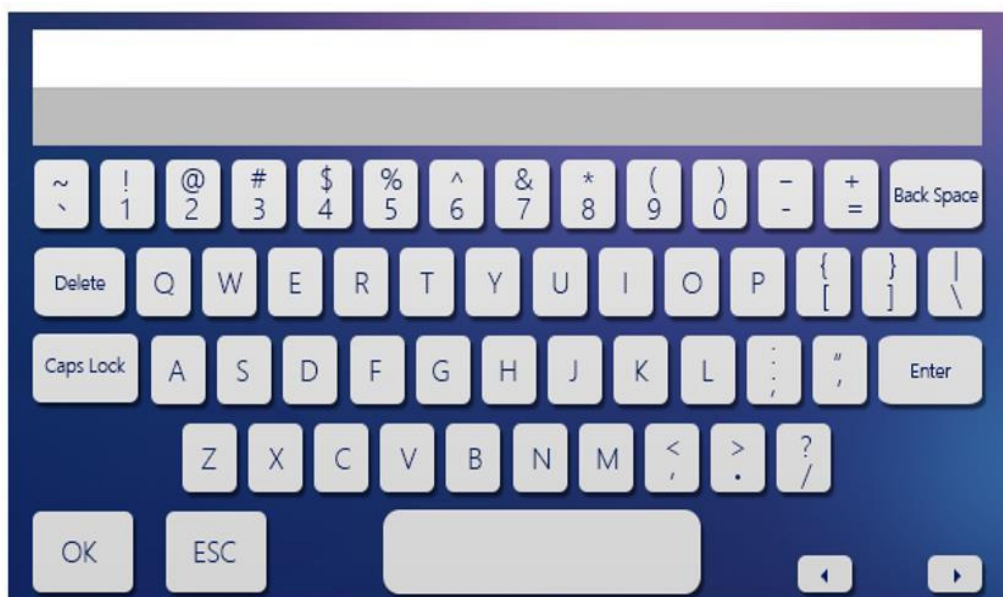 ~ ! @ # $ % ^ & * ( ) _ + Back Space
` 1 2 3 4 5 6 7 8 9 0 - =
Delete Q W E R T Y U I O P { } |
[ ] \
Caps Lock A S D F G H J K L : " Enter
; '
Z X C V B N M < > ?
, . /
OK ESC